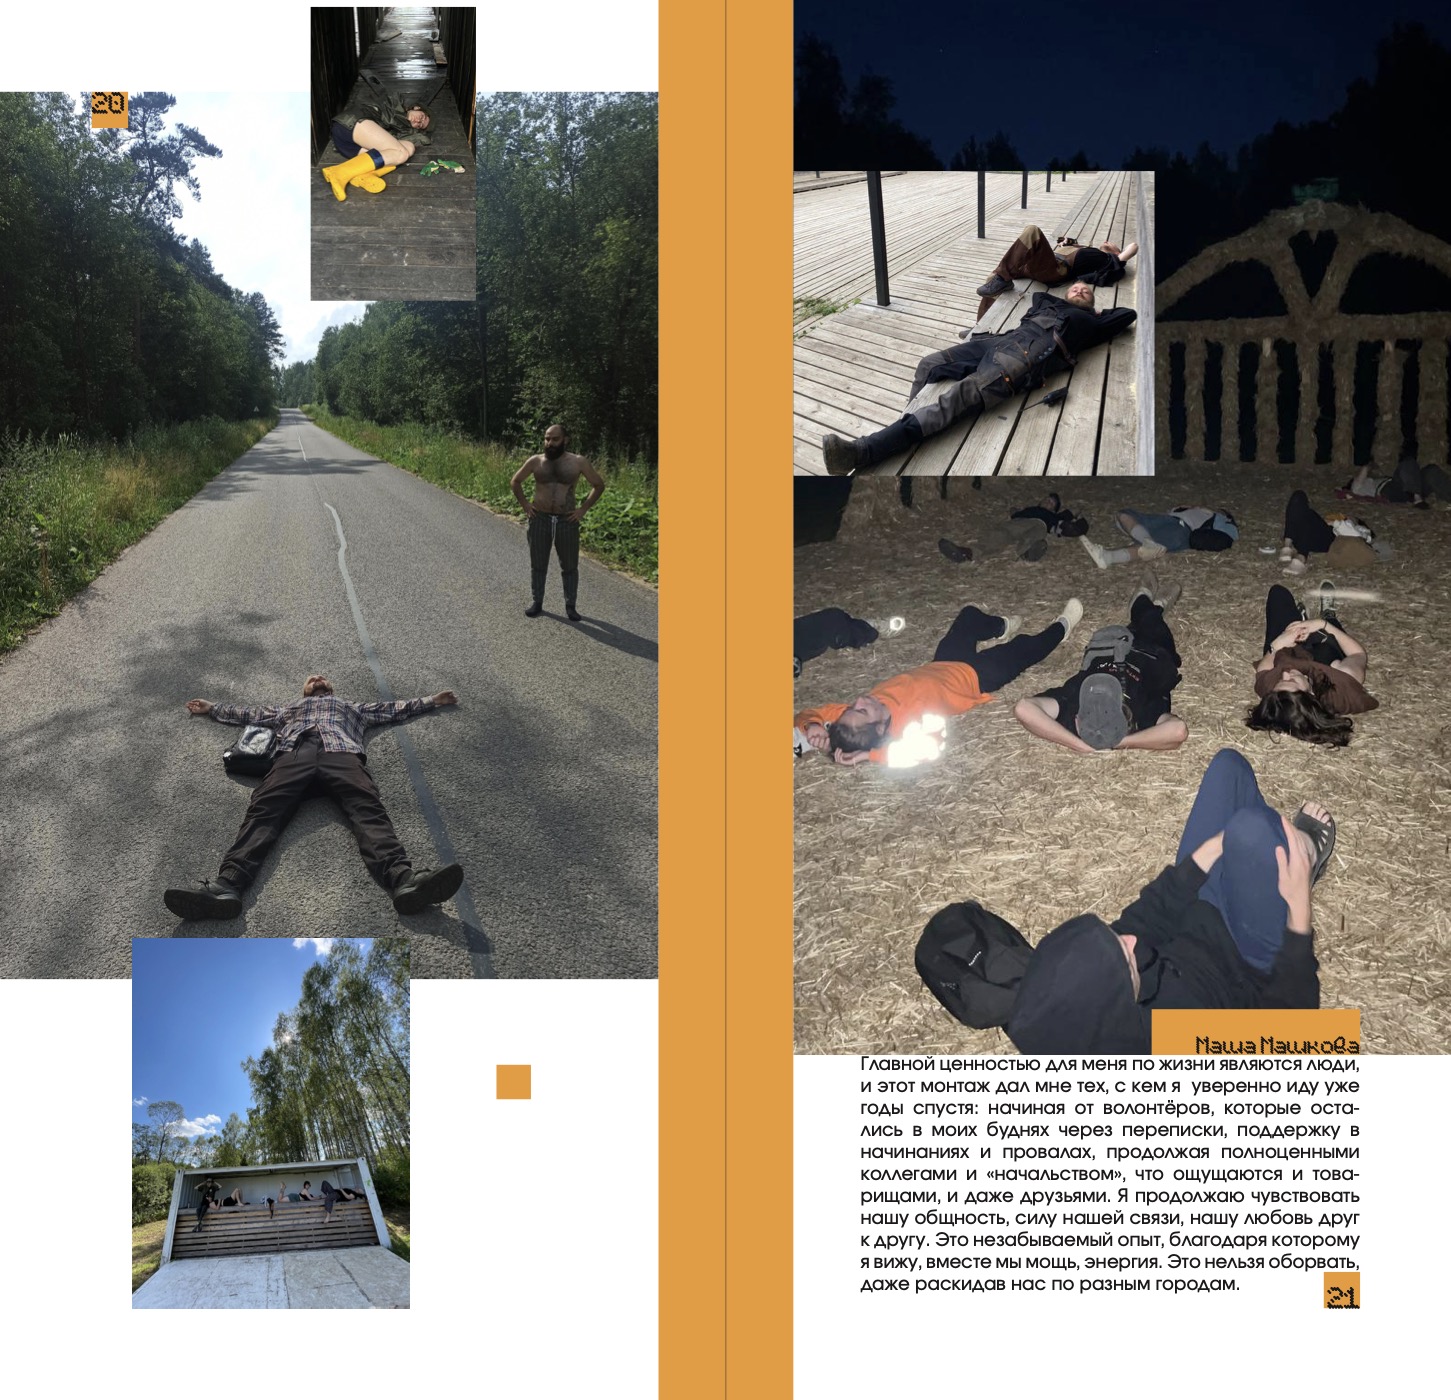 20
Маша Машкова
Главной ценностью для меня по жизни являются люди,
и этот монтаж дал мне тех, с кем я  уверенно иду уже
годы спустя: начиная от волонтёров, которые оста-
лись в моих буднях через переписки, поддержку в
начинаниях и провалах, продолжая полноценными
коллегами и «начальством», что ощущаются и това-
рищами, и даже друзьями. Я продолжаю чувствовать
нашу общность, силу нашей связи, нашу любовь друг
к другу. Это незабываемый опыт, благодаря которому
я вижу, вместе мы мощь, энергия. Это нельзя оборвать,
даже раскидав нас по разным городам.
21